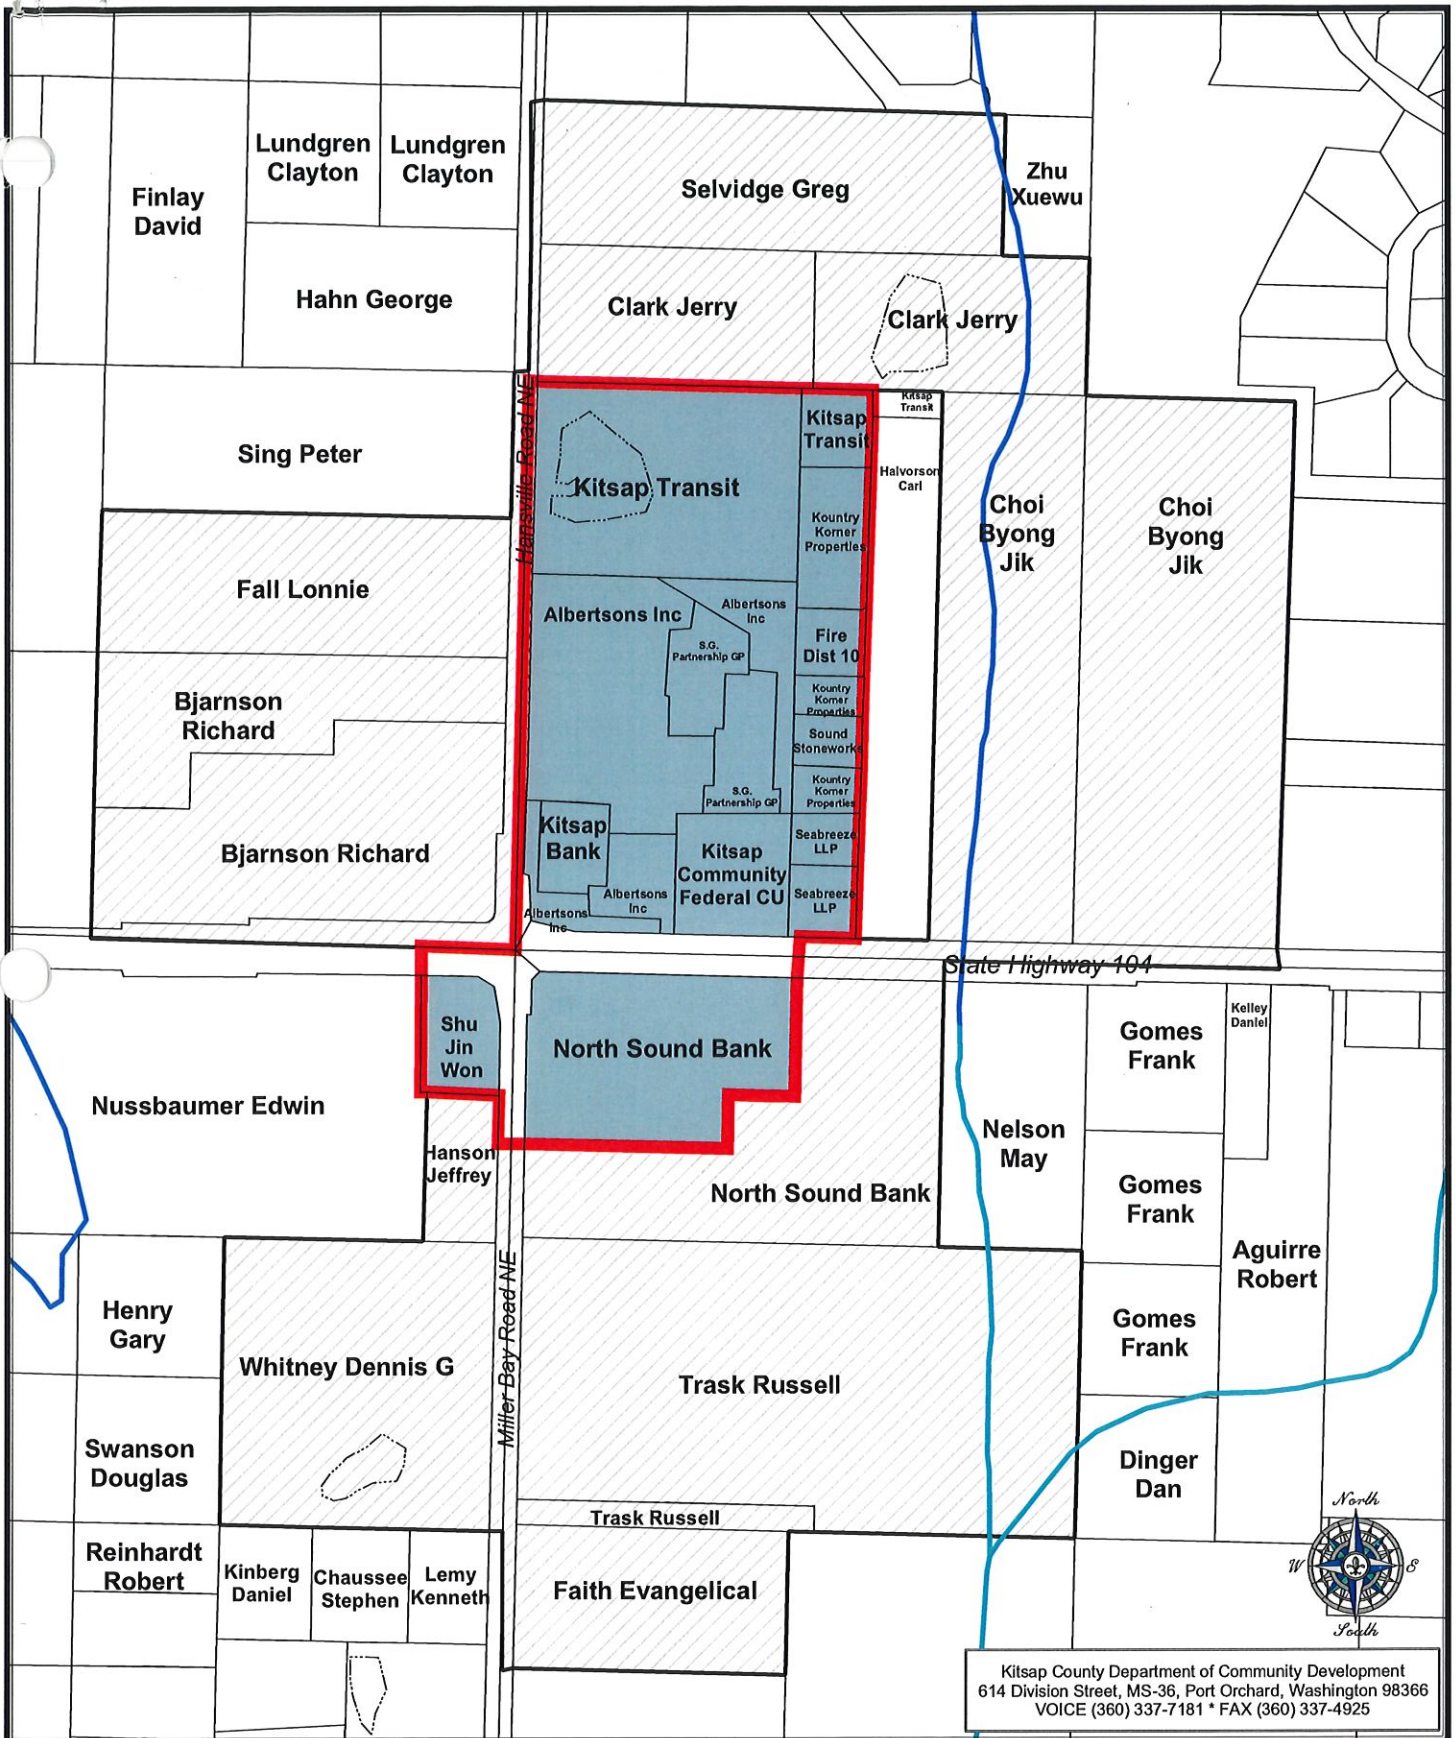 Lundgren
Clayton
Lundgren
Clayton
Finlay
David
Selvidge Greg
Zhu
Xuewu
Hahn George
Clark Jerry
Clark Jerry
Hansville Road NE
Kitsap
Transit
Kitsap
Transit
Sing Peter
Kitsap Transit
Halvorson
Carl
Kountry
Korner
Properties
Choi
Byong
Jik
Choi
Byong
Jik
Fall Lonnie
Albertsons Inc
Albertsons
Inc
S.G.
Partnership GP
Fire
Dist 10
Bjarnson
Richard
Kountry
Korner
Properties
Sound
Stoneworks
Kountry
Korner
Properties
S.G.
Partnership GP
Kitsap
Bank
Bjarnson Richard
Kitsap
Community
Federal CU
Seabreeze
LLP
Seabreeze
LLP
Albertsons
Inc
Albertsons
Inc
State Highway 104
Shu
Jin
Won
North Sound Bank
Gomes
Frank
Kelley
Daniel
Nussbaumer Edwin
Nelson
May
Hanson
Jeffrey
North Sound Bank
Gomes
Frank
Aguirre
Robert
Henry
Gary
Miller Bay Road NE
Whitney Dennis G
Trask Russell
Gomes
Frank
Swanson
Douglas
Dinger
Dan
Trask Russell
Reinhardt
Robert
Kinberg
Daniel
Chaussee
Stephen
Lemy
Kenneth
Faith Evangelical
North
W
E
South
Kitsap County Department of Community Development
614 Division Street, MS-36, Port Orchard, Washington 98366
VOICE (360) 337-7181 * FAX (360) 337-4925